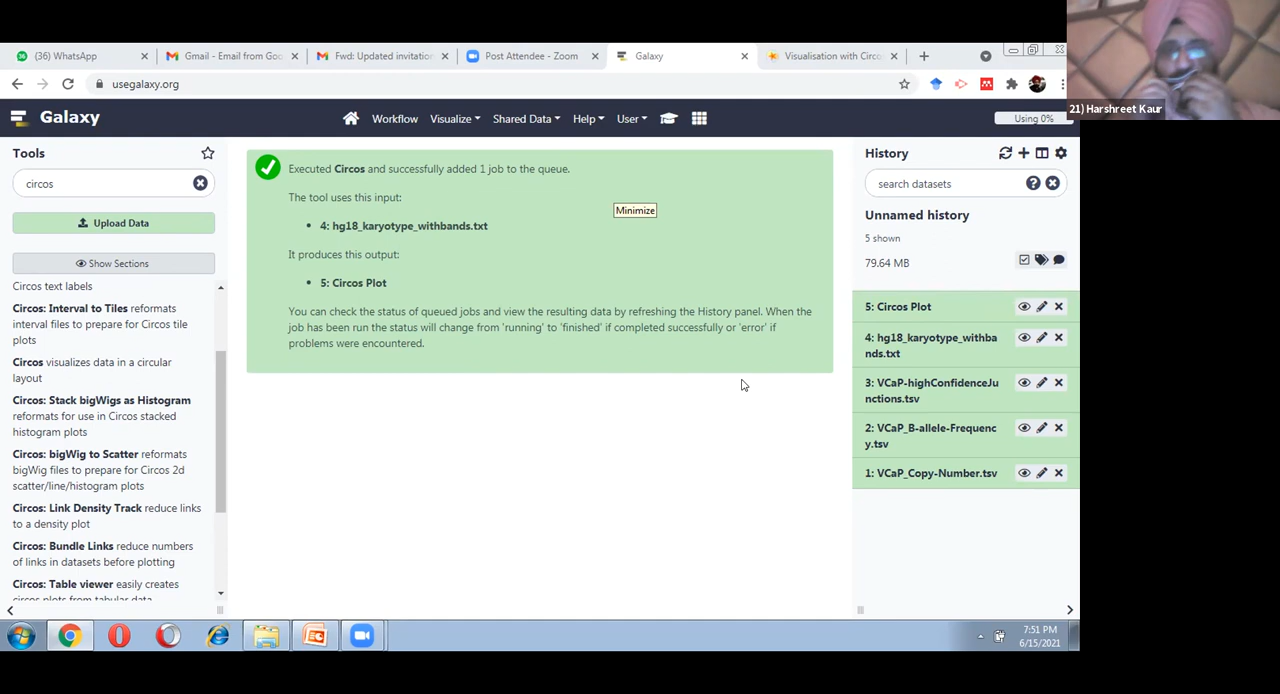 (36) WhatsApp
Gmail - Email from Goo
Fwd: Updated invitation
Post Attendee - Zoom
Galaxy
Visualisation with Circo
usegalaxy.org
21) Harshreet Kaur
Galaxy
Workflow
Visualize
Shared Data
Help
User
Using 0%
Tools
circos
Upload Data
Show Sections
Circos text labels
Circos: Interval to Tiles reformats
interval files to prepare for Circos tile
plots
Circos visualizes data in a circular
layout
Circos: Stack bigWigs as Histogram
reformats for use in Circos stacked
histogram plots
Circos: bigWig to Scatter reformats
bigWig files to prepare for Circos 2d
scatter/line/histogram plots
Circos: Link Density Track reduce links
to a density plot
Circos: Bundle Links reduce numbers
of links in datasets before plotting
Circos: Table viewer easily creates
circos plots from tabular data
Executed Circos and successfully added 1 job to the queue.
The tool uses this input:
4: hg18_karyotype_withbands.txt
It produces this output:
5: Circos Plot
You can check the status of queued jobs and view the resulting data by refreshing the History panel. When the
job has been run the status will change from 'running' to 'finished' if completed successfully or 'error' if
problems were encountered.
Minimize
History
search datasets
Unnamed history
5 shown
79.64 MB
5: Circos Plot
4: hg18_karyotype_withba
nds.txt
3: VCaP-highConfidenceJu
nctions.tsv
2: VCaP_B-allele-Frequenc
y.tsv
1: VCaP_Copy-Number.tsv
7:51 PM
6/15/2021